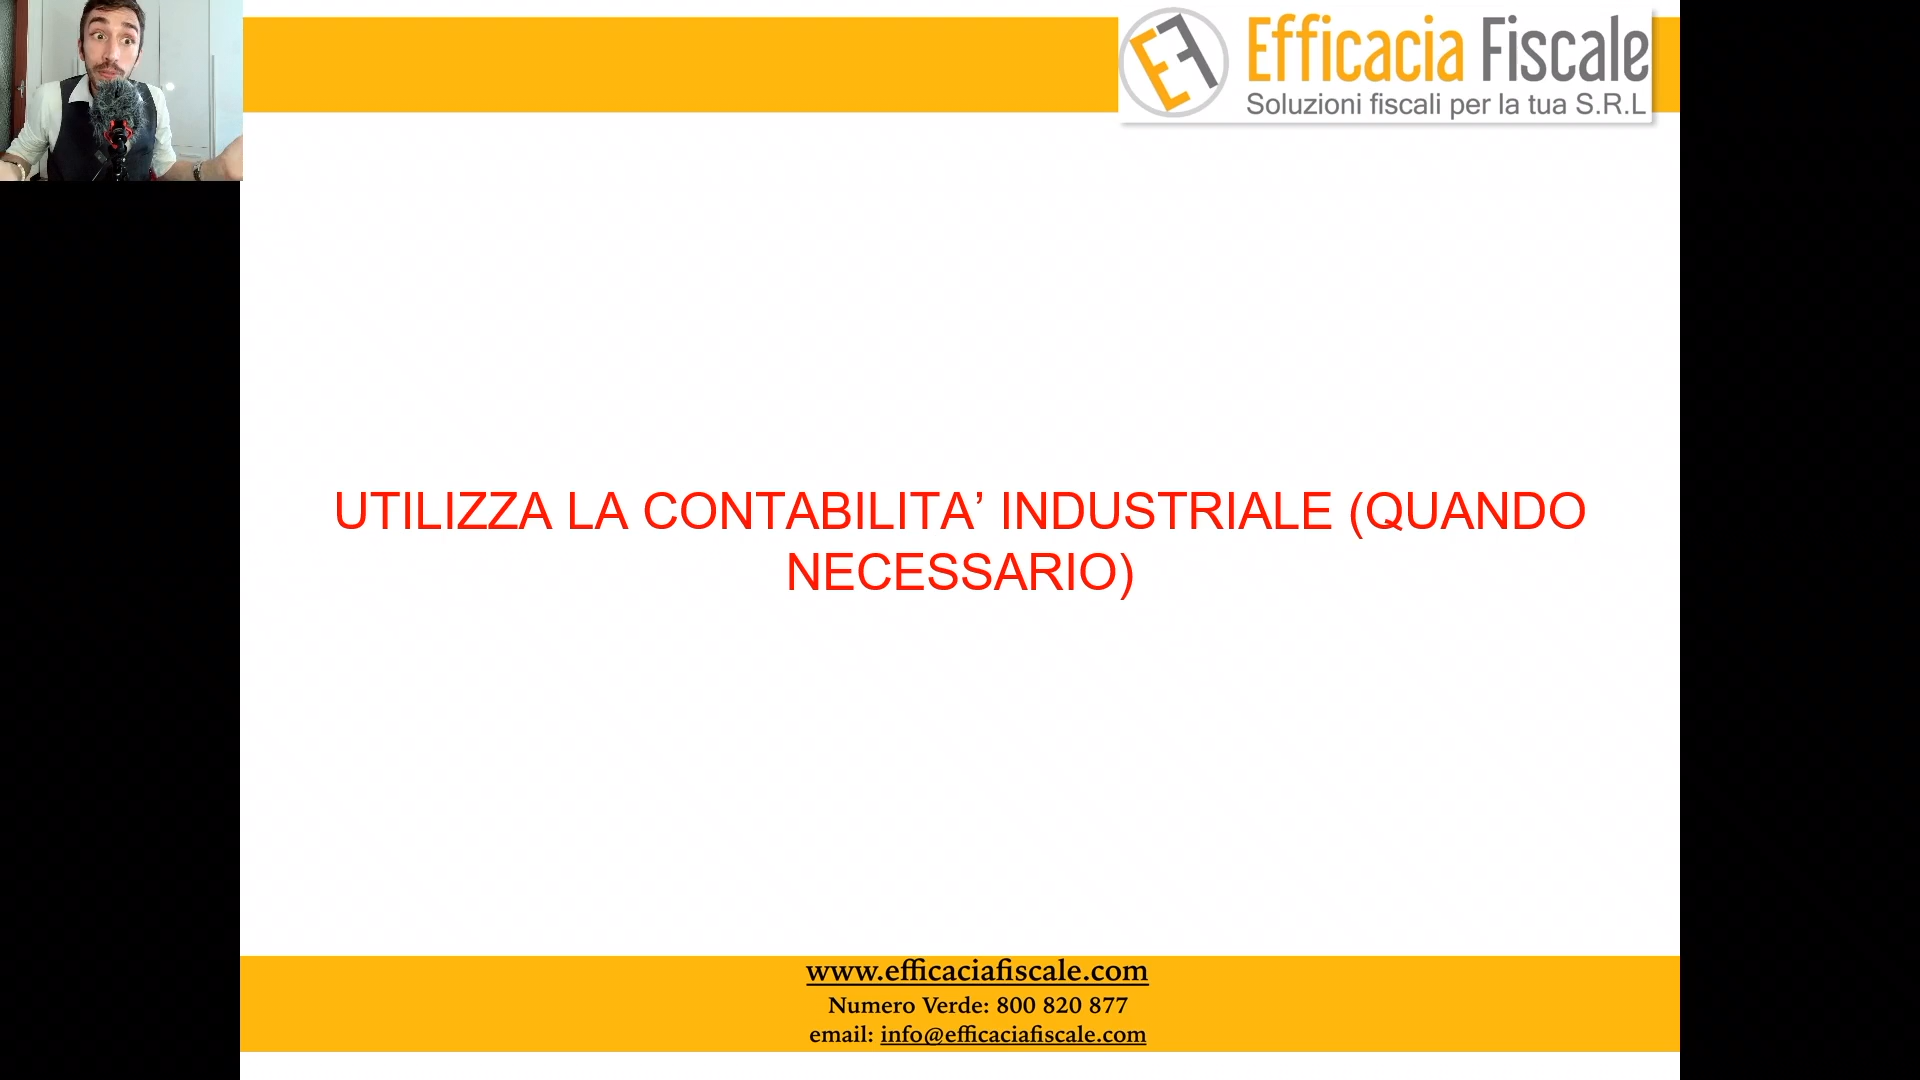 EF
Efficacia Fiscale
Soluzioni fiscali per la tua S.R.L
UTILIZZA LA CONTABILITA’ INDUSTRIALE (QUANDO
NECESSARIO)
www.efficaciafiscale.com
Numero Verde: 800 820 877
email: info@efficaciafiscale.com